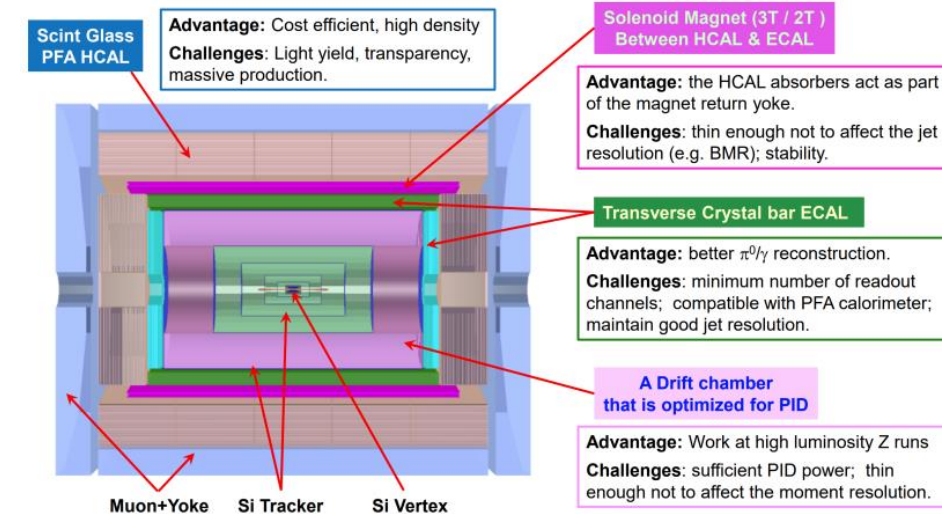 Scint Glass
PFA HCAL
Advantage: Cost efficient, high density
Challenges: Light yield, transparency,
massive production.
Solenoid Magnet (3T / 2T )
Between HCAL & ECAL
Advantage: the HCAL absorbers act as part
of the magnet return yoke.
Challenges: thin enough not to affect the jet
resolution (e.g. BMR); stability.
Transverse Crystal bar ECAL
Advantage: better π⁰/γ reconstruction.
Challenges: minimum number of readout
channels; compatible with PFA calorimeter;
maintain good jet resolution.
A Drift chamber
that is optimized for PID
Advantage: Work at high luminosity Z runs
Challenges: sufficient PID power; thin
enough not to affect the moment resolution.
Muon+Yoke Si Tracker Si Vertex